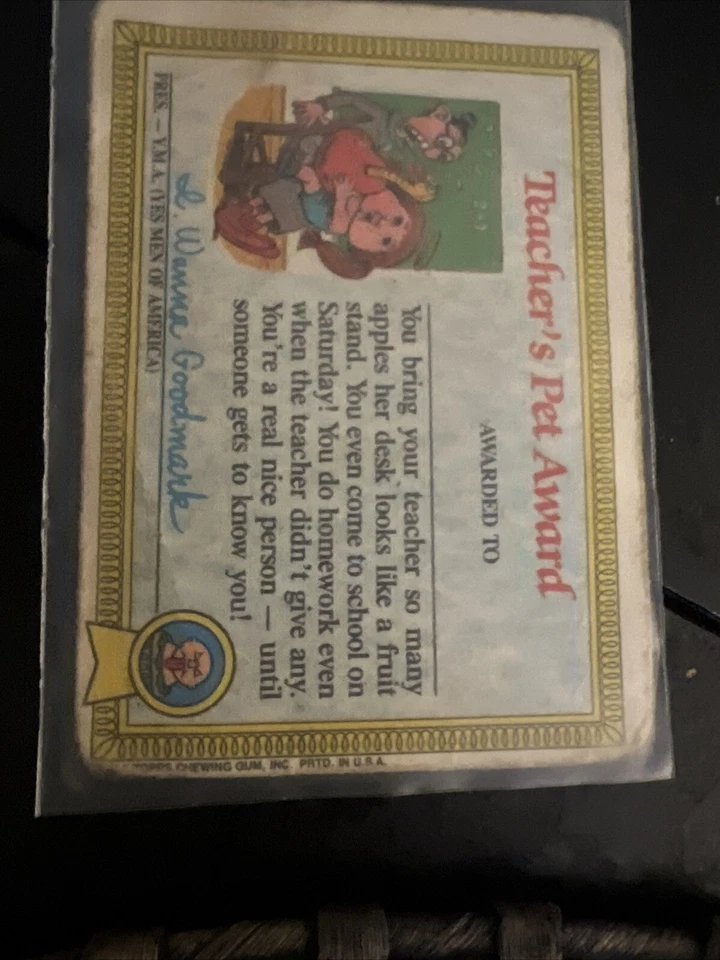 Teacher's Pet Award
AWARDED TO
You bring your teacher so many
apples her desk looks like a fruit
stand. You even come to school on
Saturday! You do homework even
when the teacher didn't give any.
You're a real nice person — until
someone gets to know you!
I. Wanna Goodmark
PRES. — Y.M.A. (YES MEN OF AMERICA)
TOPPS CHEWING GUM, INC. PRTD. IN U.S.A.